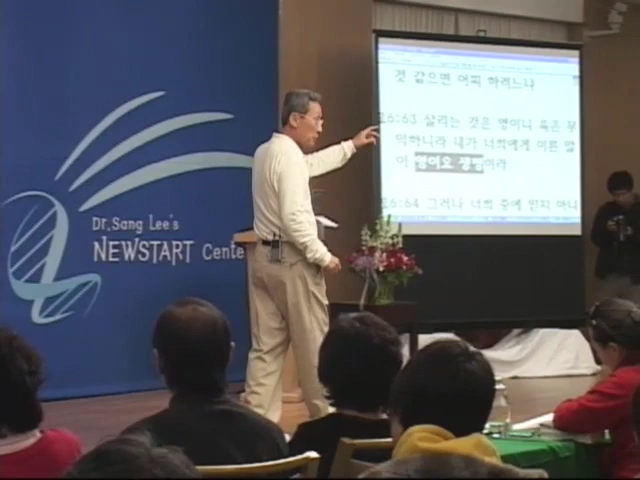 Dr. Sang Lee's
NEWSTART Cente
것 같으면 어찌 하려느냐
6:63 살리는 것은 영이니 육은 무
익하니라 내가 너희에게 이른 말
이 영이요 생명이라
6:64 그러나 너희 중에 믿지 아니